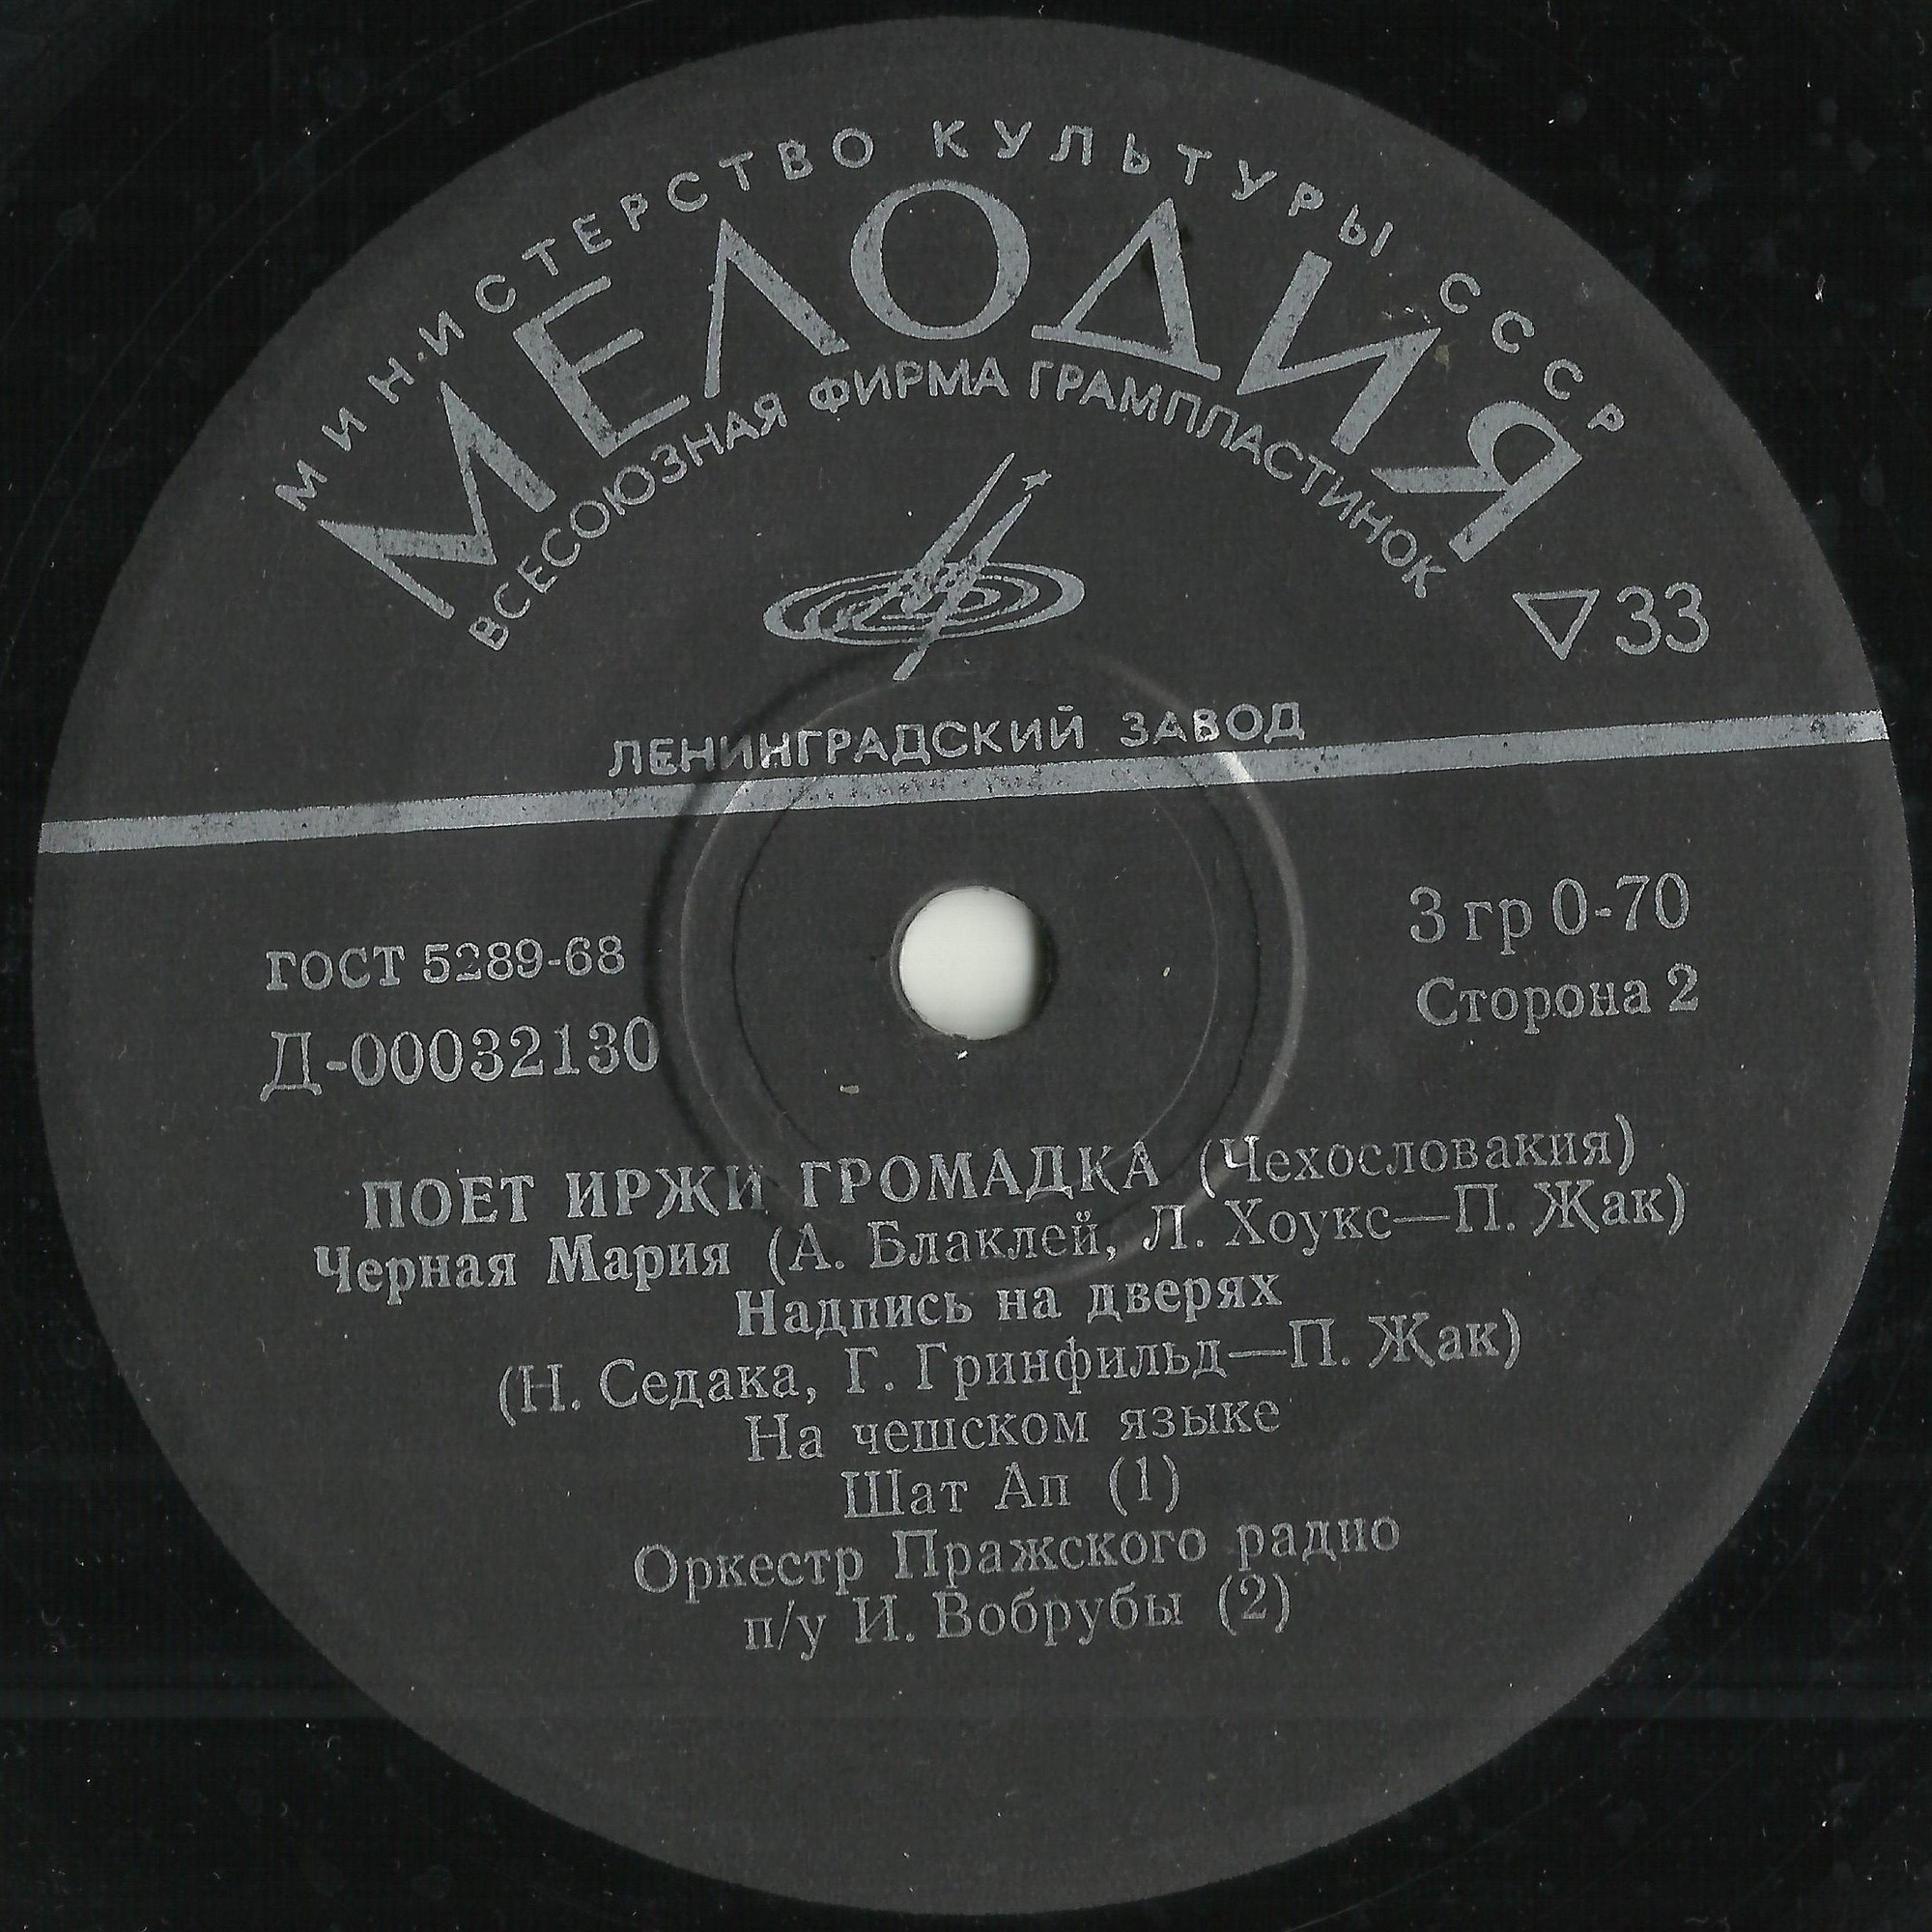 МИНИСТЕРСТВО КУЛЬТУРЫ СССР
МЕЛОДИЯ
ВСЕСОЮЗНАЯ ФИРМА ГРАМПЛАСТИНОК
▽33
ЛЕНИНГРАДСКИЙ ЗАВОД
ГОСТ 5289-68
Д-00032130
3 гр 0-70
Сторона 2
ПОЕТ ИРЖИ ГРОМАДКА (Чехословакия)
Черная Мария (А. Блаклей, Л. Хоукс—П. Жак)
Надпись на дверях
(Н. Седака, Г. Гринфильд—П. Жак)
На чешском языке
Шат Ап (1)
Оркестр Пражского радио
п/у И. Вобрубы (2)